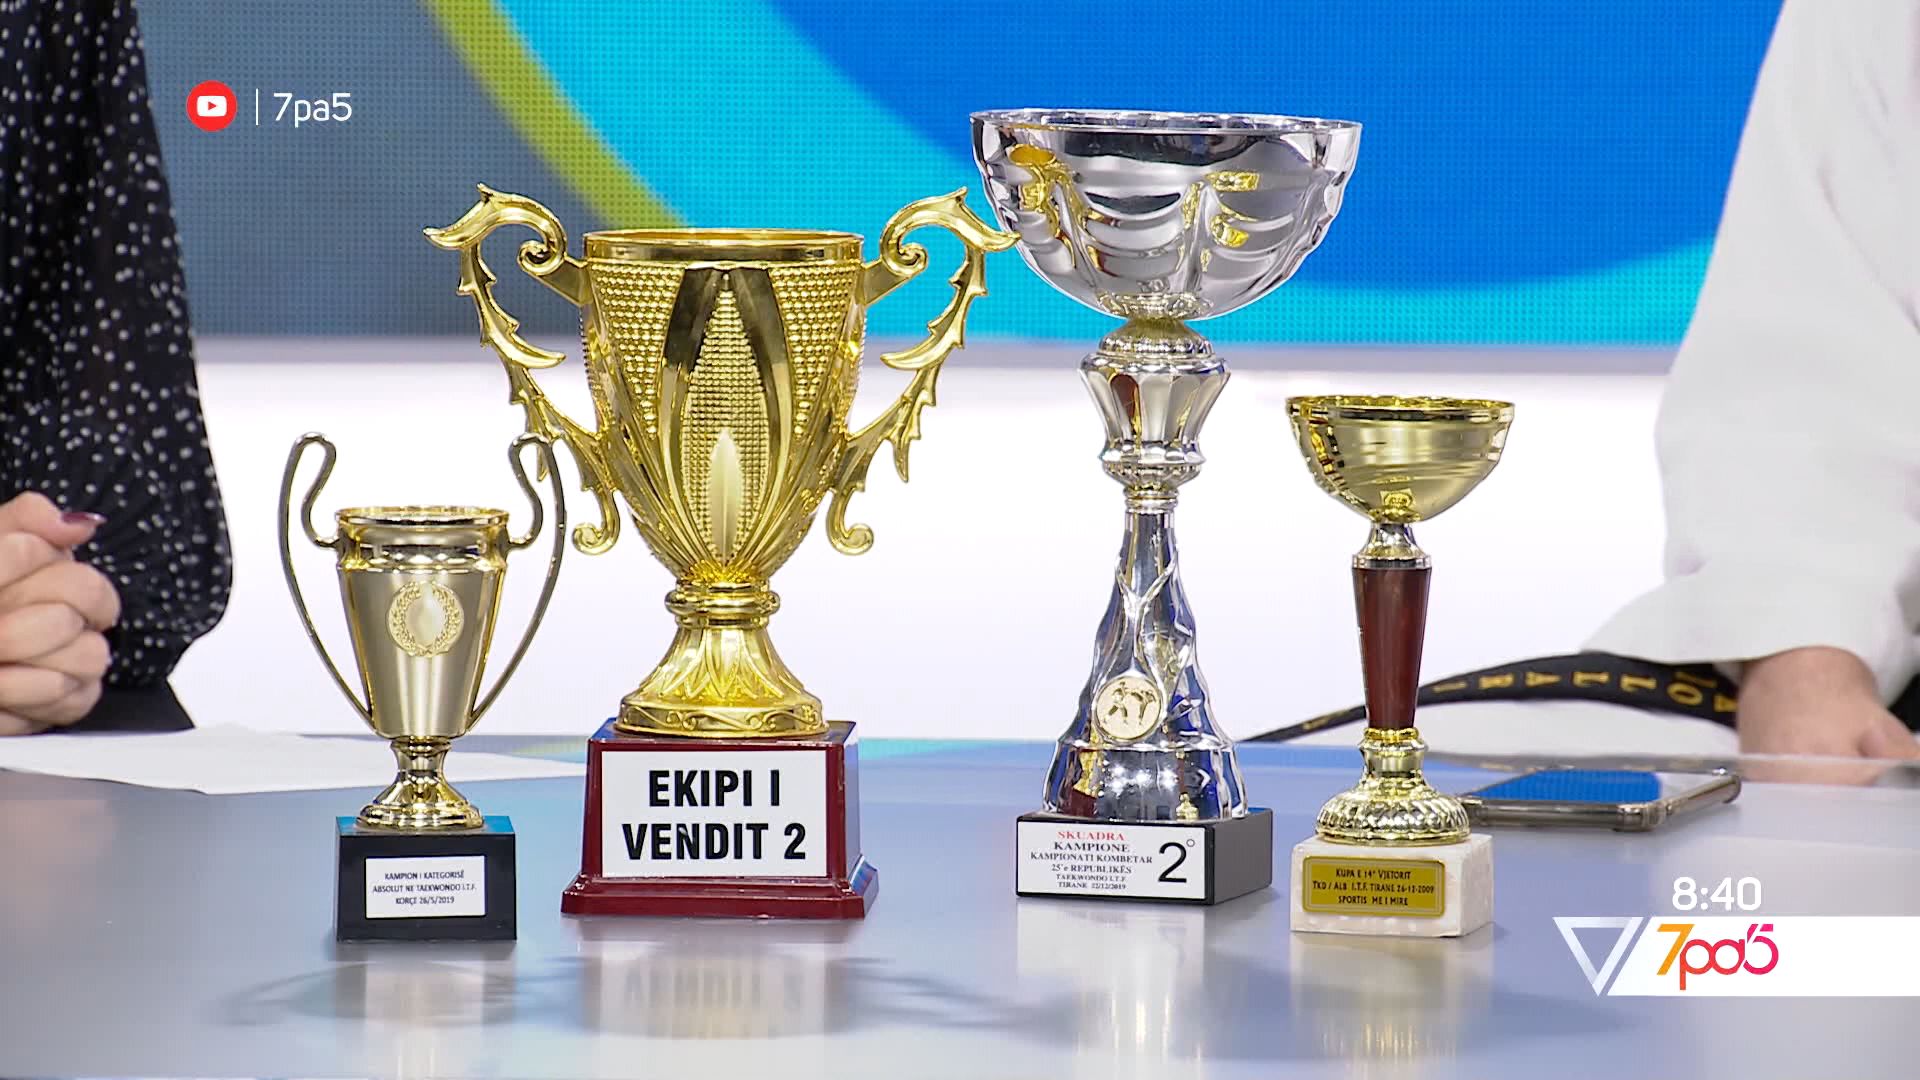 7pa5
EKIPI I
VENDIT 2
KAMPION I KATEGORISË
ABSOLUT NE TAEKWONDO I.T.F.
KORÇE 26/5/2019
SKUADRA
KAMPIONE
KAMPIONATI KOMBETAR
25°e REPUBLIKËS
TAEKWONDO I.T.F.
TIRANE 22/12/2019
2°
KUPA E 14° VJETORIT
TKD / ALB I.T.F. TIRANE 26-12-2009
SPORTIS ME I MIRE
8:40
7pa5